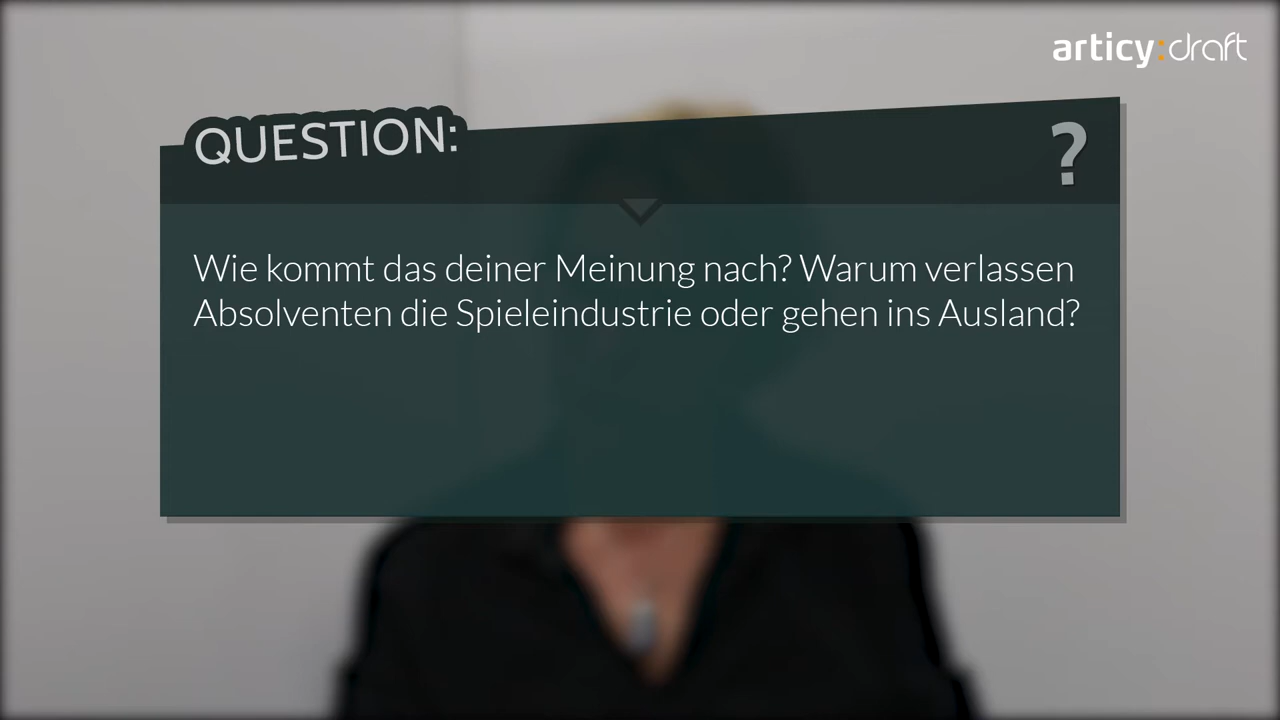 articy:draft
QUESTION:
?
Wie kommt das deiner Meinung nach? Warum verlassen
Absolventen die Spieleindustrie oder gehen ins Ausland?